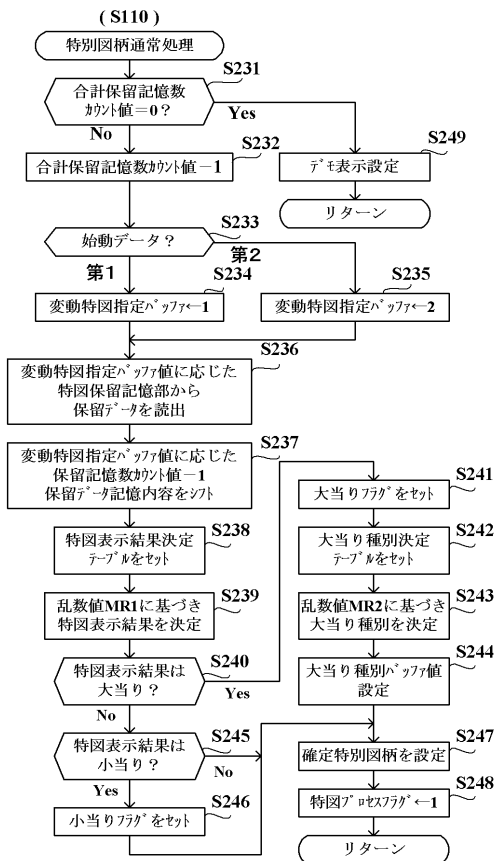 (S110)
特別図柄通常処理
S231
合計保留記憶数
カウント値=0?
Yes
No
S232
合計保留記憶数ｶｳﾝﾄ値−1
S249
ﾃﾞﾓ表示設定
リターン
S233
始動データ?
第1
第2
S234
変動特図指定ﾊﾞｯﾌｧ←1
S235
変動特図指定ﾊﾞｯﾌｧ←2
S236
変動特図指定ﾊﾞｯﾌｧ値に応じた
特図保留記憶部から
保留ﾃﾞｰﾀを読出
S237
変動特図指定ﾊﾞｯﾌｧ値に応じた
保留記憶数ｶｳﾝﾄ値−1
保留ﾃﾞｰﾀ記憶内容をｼﾌﾄ
S238
特図表示結果決定
テーブルをセット
S239
乱数値MR1に基づき
特図表示結果を決定
S240
特図表示結果は
大当り?
Yes
No
S245
特図表示結果は
小当り?
No
Yes
S246
小当りﾌﾗｸﾞをセット
S241
大当りﾌﾗｸﾞをセット
S242
大当り種別決定
テーブルをセット
S243
乱数値MR2に基づき
大当り種別を決定
S244
大当り種別ﾊﾞｯﾌｧ値
設定
S247
確定特別図柄を設定
S248
特図ﾌﾟﾛｾｽﾌﾗｸﾞ←1
リターン